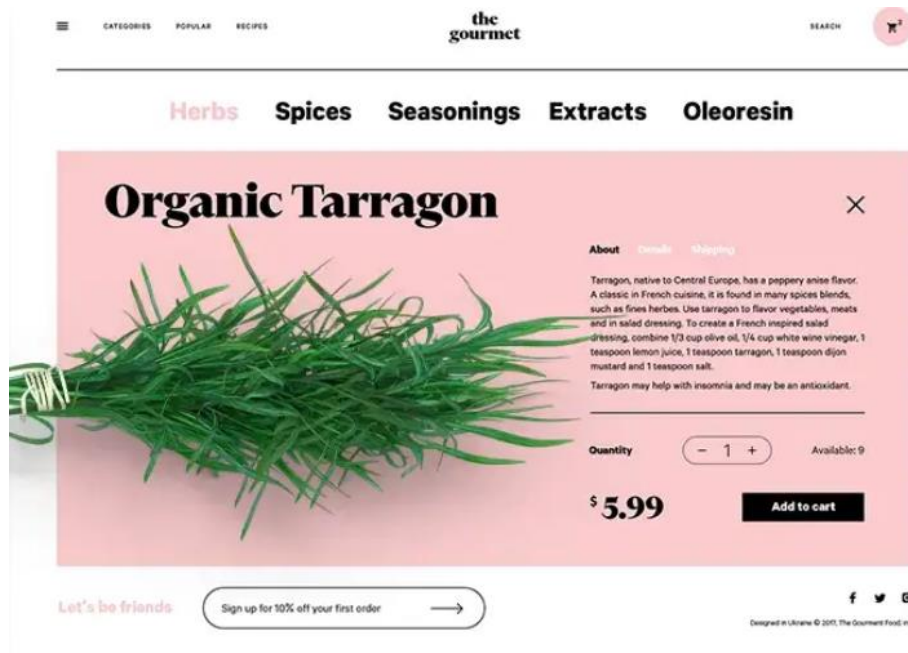 CATEGORIES POPULAR RECIPES
the
gourmet
SEARCH
2
Herbs Spices Seasonings Extracts Oleoresin
Organic Tarragon
About Details Shipping
Tarragon, native to Central Europe, has a peppery anise flavor.
A classic in French cuisine, it is found in many spices blends,
such as fines herbes. Use tarragon to flavor vegetables, meats
and in salad dressing. To create a French inspired salad
dressing, combine 1/3 cup olive oil, 1/4 cup white wine vinegar, 1
teaspoon lemon juice, 1 teaspoon tarragon, 1 teaspoon dijon
mustard and 1 teaspoon salt.
Tarragon may help with insomnia and may be an antioxidant.
Quantity - 1 + Available: 9
$ 5.99
Add to cart
Let's be friends
Sign up for 10% off your first order
Designed in Ukraine © 2017, The Gourment Food,